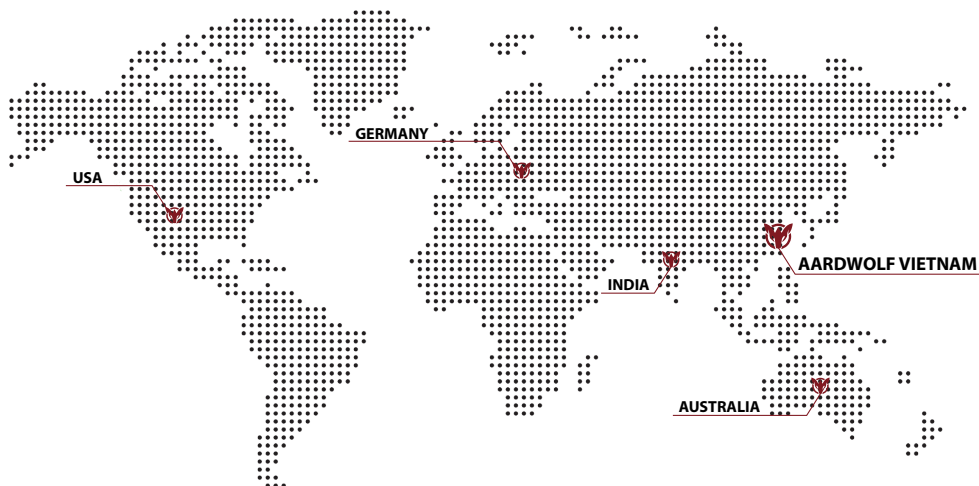 GERMANY
USA
AARDWOLF VIETNAM
INDIA
AUSTRALIA